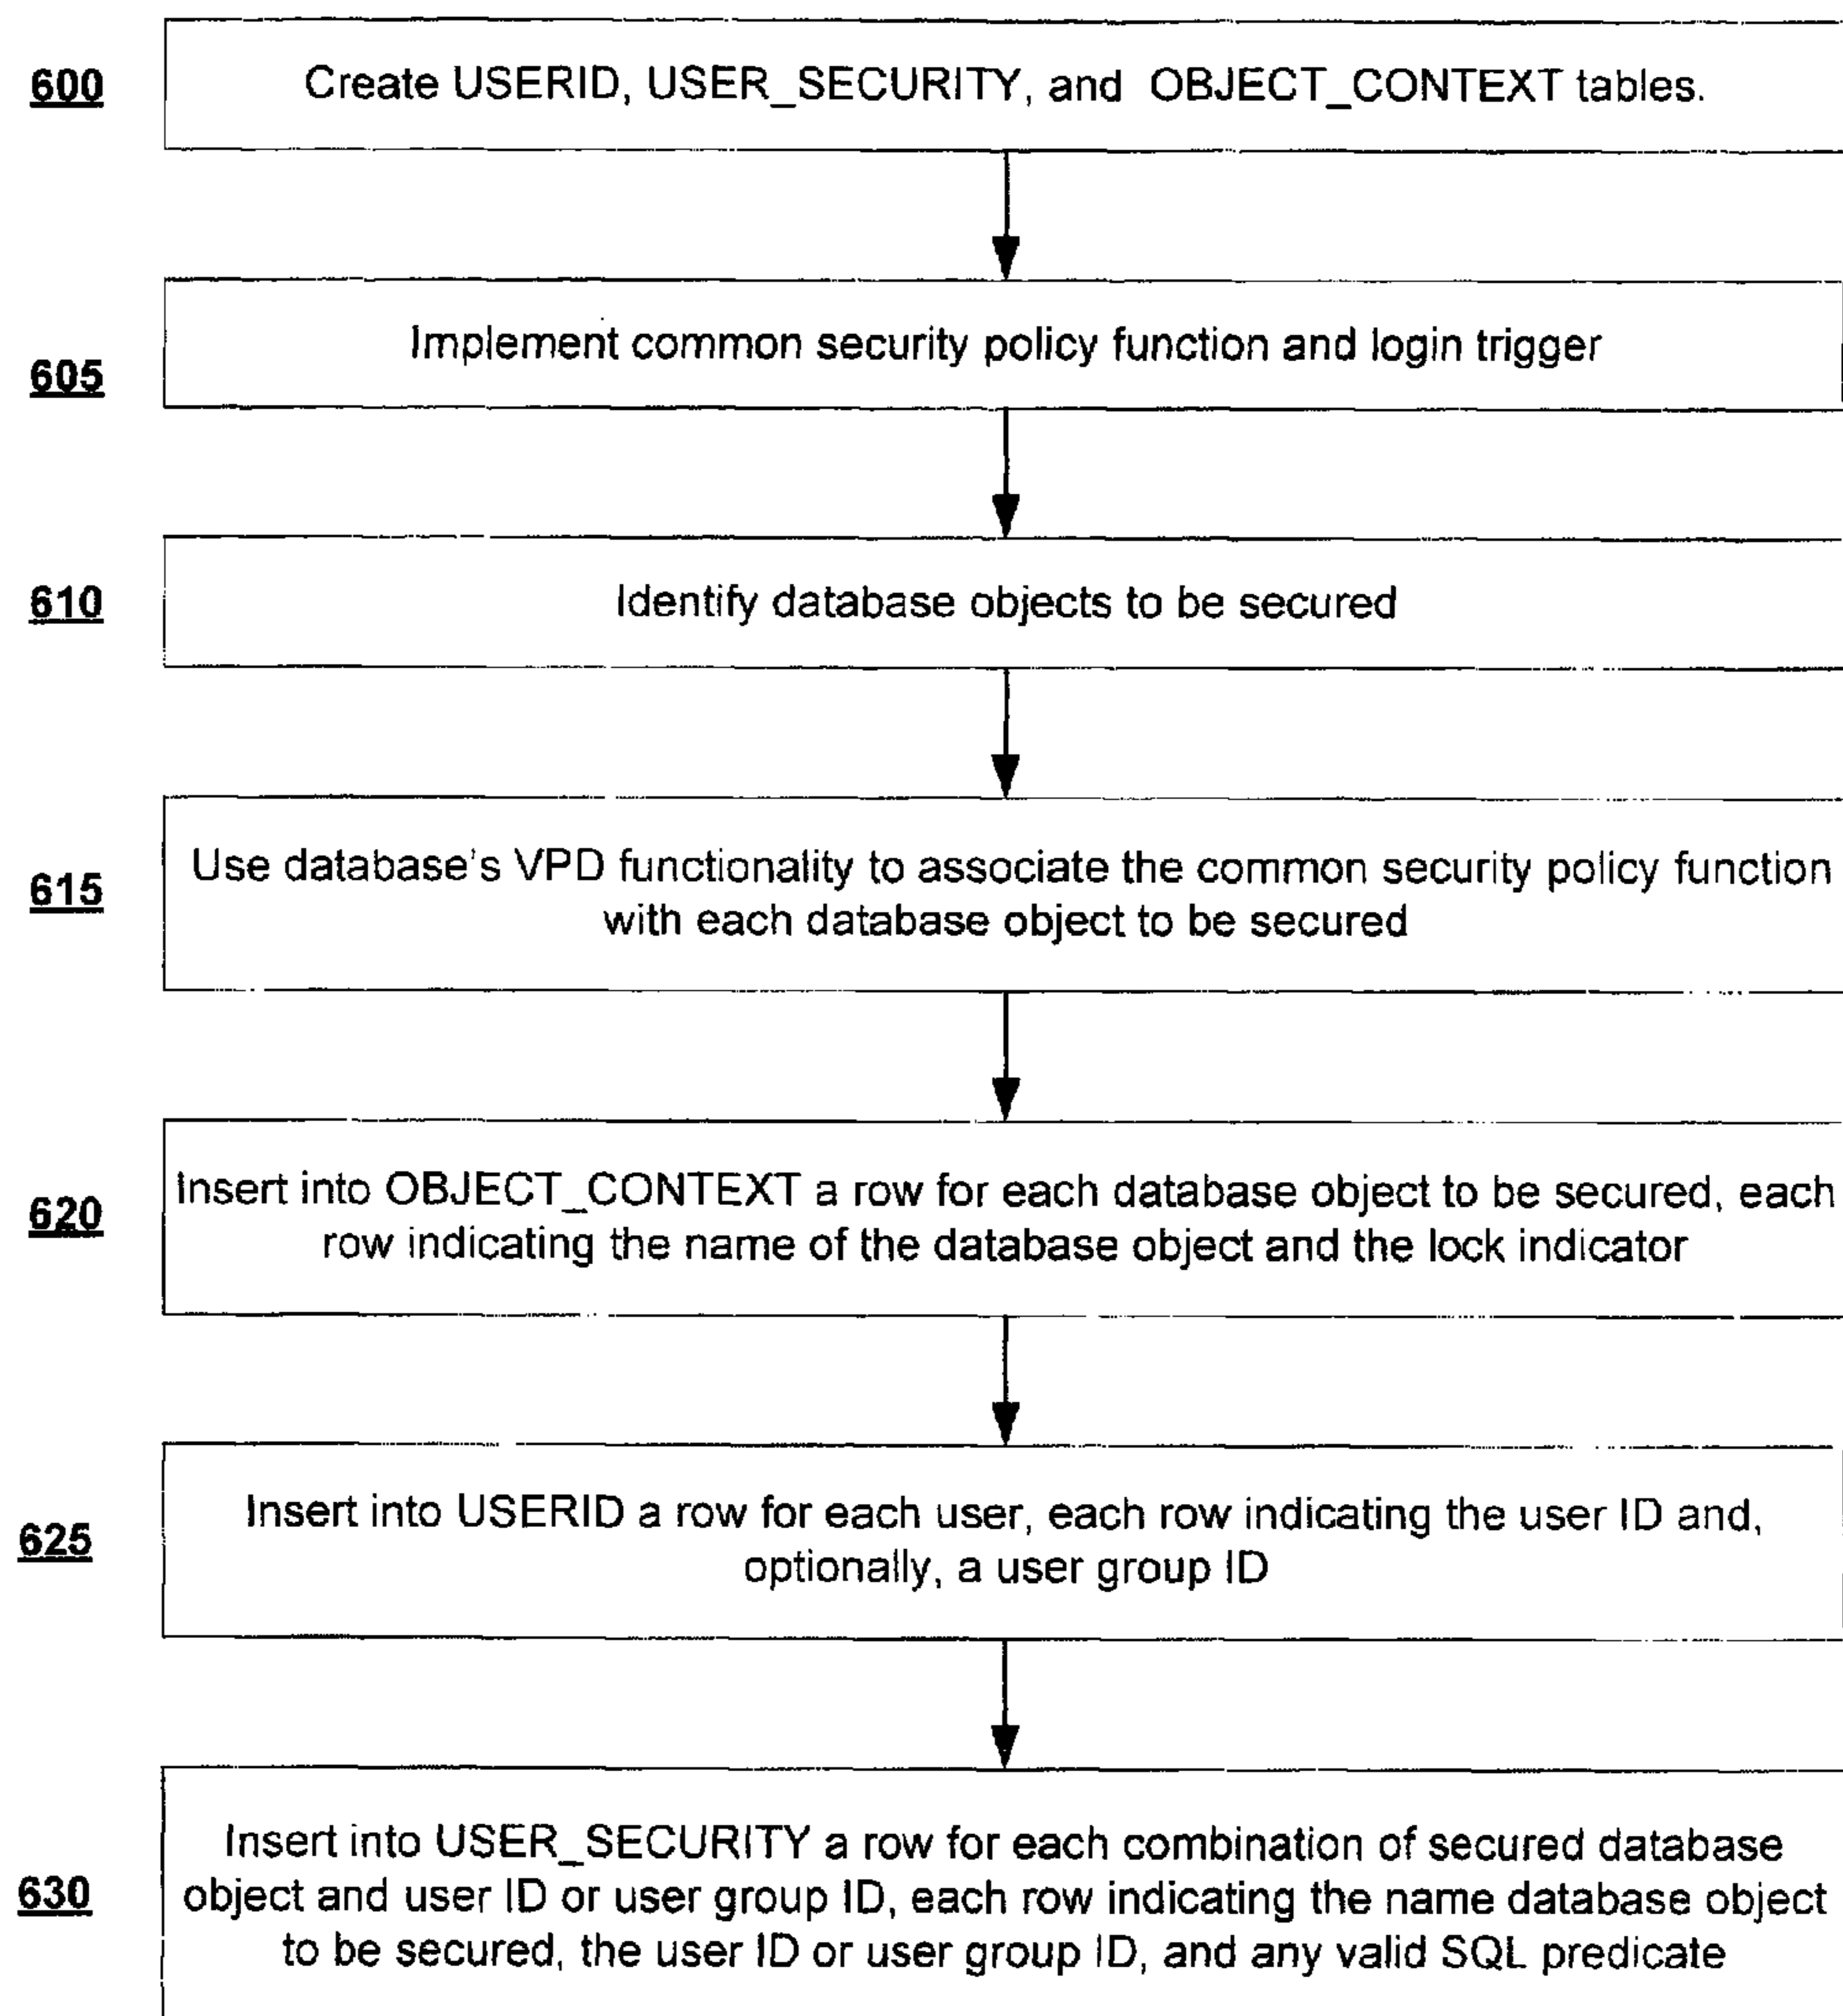 600
Create USERID, USER_SECURITY, and OBJECT_CONTEXT tables.
605
Implement common security policy function and login trigger
610
Identify database objects to be secured
615
Use database's VPD functionality to associate the common security policy function
with each database object to be secured
620
Insert into OBJECT_CONTEXT a row for each database object to be secured, each
row indicating the name of the database object and the lock indicator
625
Insert into USERID a row for each user, each row indicating the user ID and,
optionally, a user group ID
630
Insert into USER_SECURITY a row for each combination of secured database
object and user ID or user group ID, each row indicating the name database object
to be secured, the user ID or user group ID, and any valid SQL predicate